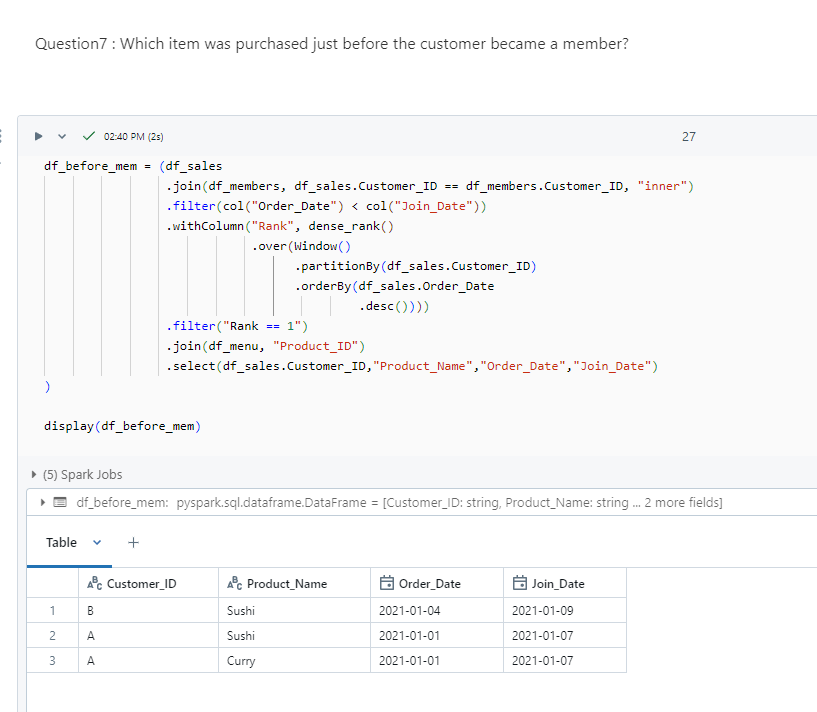 Question7 : Which item was purchased just before the customer became a member?
02:40 PM (2s)
27
df_before_mem = (df_sales
.join(df_members, df_sales.Customer_ID == df_members.Customer_ID, "inner")
.filter(col("Order_Date") < col("Join_Date"))
.withColumn("Rank", dense_rank()
.over(Window()
.partitionBy(df_sales.Customer_ID)
.orderBy(df_sales.Order_Date
.desc())))
.filter("Rank == 1")
.join(df_menu, "Product_ID")
.select(df_sales.Customer_ID,"Product_Name","Order_Date","Join_Date")
)
display(df_before_mem)
(5) Spark Jobs
df_before_mem: pyspark.sql.dataframe.DataFrame = [Customer_ID: string, Product_Name: string ... 2 more fields]
Table +
ABC Customer_ID ABC Product_Name Order_Date Join_Date
1 B Sushi 2021-01-04 2021-01-09
2 A Sushi 2021-01-01 2021-01-07
3 A Curry 2021-01-01 2021-01-07